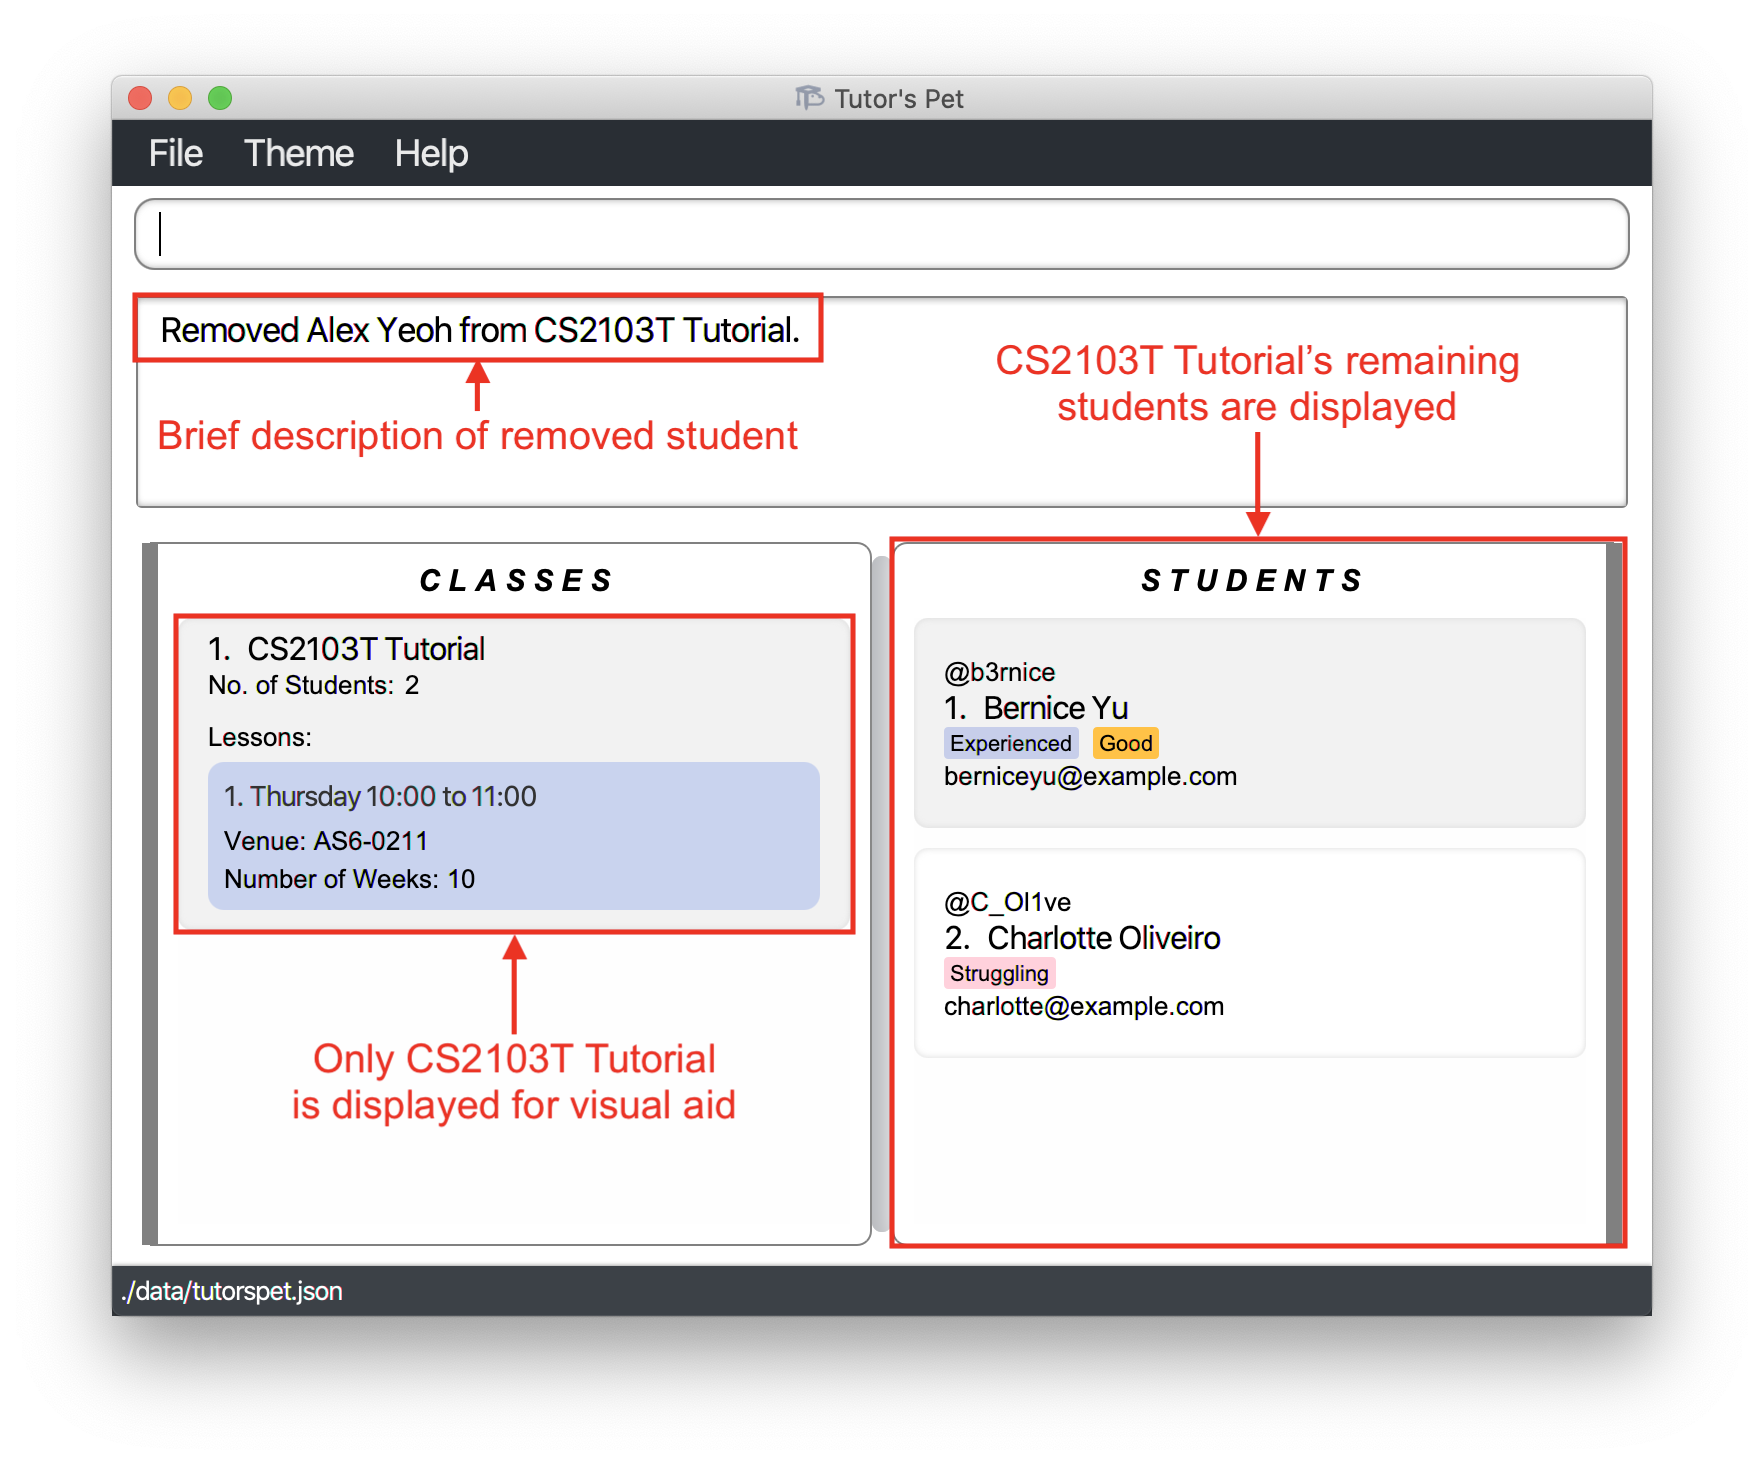 Tutor's Pet
File Theme Help
Removed Alex Yeoh from CS2103T Tutorial.
Brief description of removed student
CS2103T Tutorial’s remaining
students are displayed
CLASSES
1. CS2103T Tutorial
No. of Students: 2
Lessons:
1. Thursday 10:00 to 11:00
Venue: AS6-0211
Number of Weeks: 10
Only CS2103T Tutorial
is displayed for visual aid
STUDENTS
@b3rnice
1. Bernice Yu
Experienced Good
berniceyu@example.com
@C_Ol1ve
2. Charlotte Oliveiro
Struggling
charlotte@example.com
./data/tutorspet.json